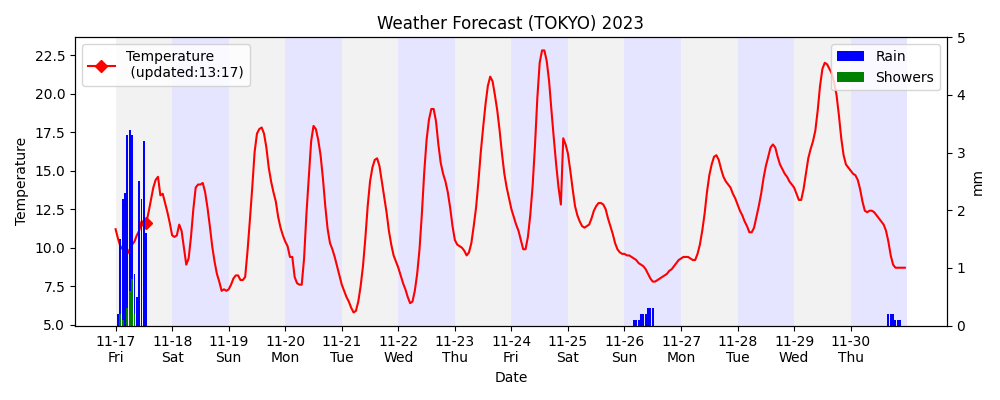 Weather Forecast (TOKYO) 2023
Temperature
(updated:13:17)
Rain
Showers
Temperature
22.5
20.0
17.5
15.0
12.5
10.0
7.5
5.0
5
4
3
2
1
0
mm
11-17 11-18 11-19 11-20 11-21 11-22 11-23 11-24 11-25 11-26 11-27 11-28 11-29 11-30
Fri Sat Sun Mon Tue Wed Thu Fri Sat Sun Mon Tue Wed Thu
Date